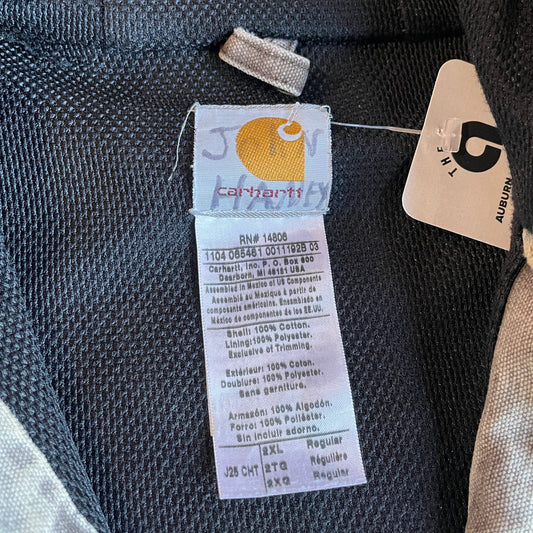 JOHN
carhartt
HANEY
RN# 14806
1104 065461 0011192B 03
Carhartt, Inc. P. O. Box 600
Dearborn, MI 48121 USA
Assembled in Mexico of US Components
Assemblé au Mexique à partir de
composants américains. Ensamblado en
México de componentes de los EE.UU.
Shell: 100% Cotton.
Lining: 100% Polyester.
Exclusive of Trimming.
Extérieur: 100% Coton.
Doublure: 100% Polyester
Sans garniture.
Armazón: 100% Algodón.
Forro: 100% Poliéster.
Sin incluir adorno.
J25 CHT
2XL Regular
2TG Régulière
2XG Regular
THE
AUBURN